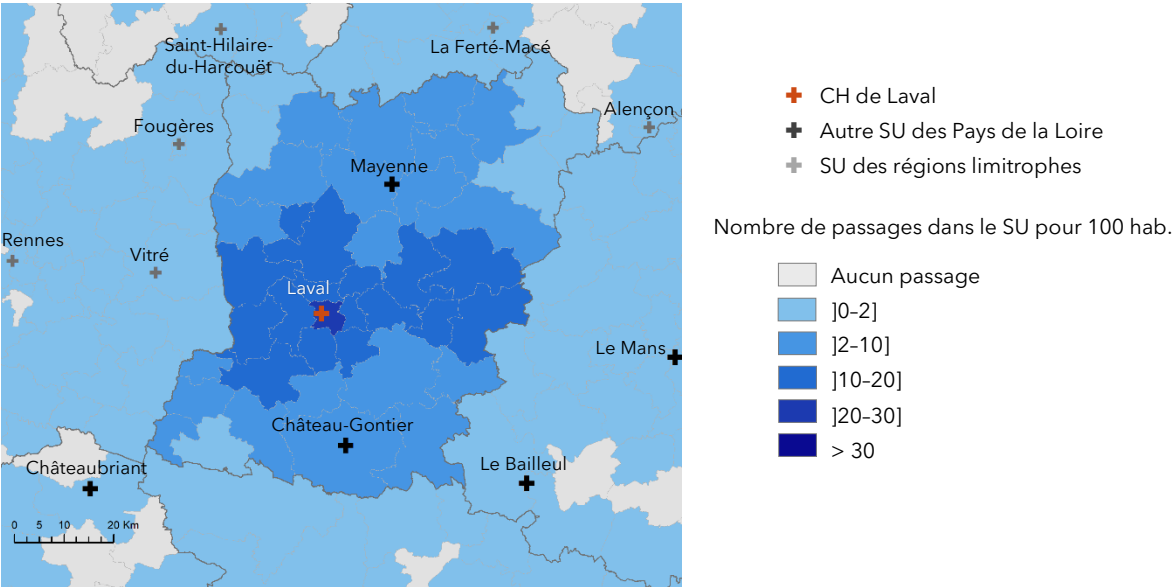 Saint-Hilaire-
du-Harcouët
La Ferté-Macé
Alençon
Fougères
Mayenne
Rennes
Vitré
Laval
Le Mans
Château-Gontier
Châteaubriant
Le Bailleul
0 5 10 20 Km
CH de Laval
Autre SU des Pays de la Loire
SU des régions limitrophes
Nombre de passages dans le SU pour 100 hab.
Aucun passage
]0–2]
]2–10]
]10–20]
]20–30]
> 30